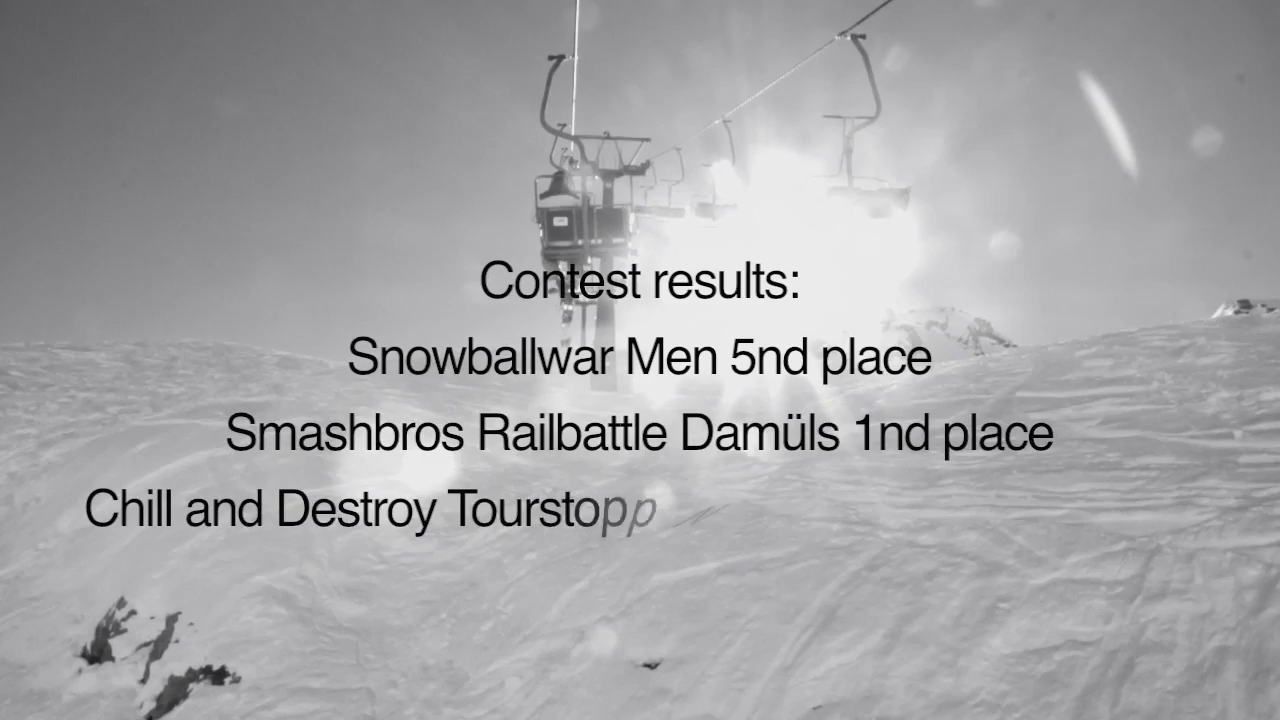 Contest results:
Snowballwar Men 5nd place
Smashbros Railbattle Damüls 1nd place
Chill and Destroy Tourstopp